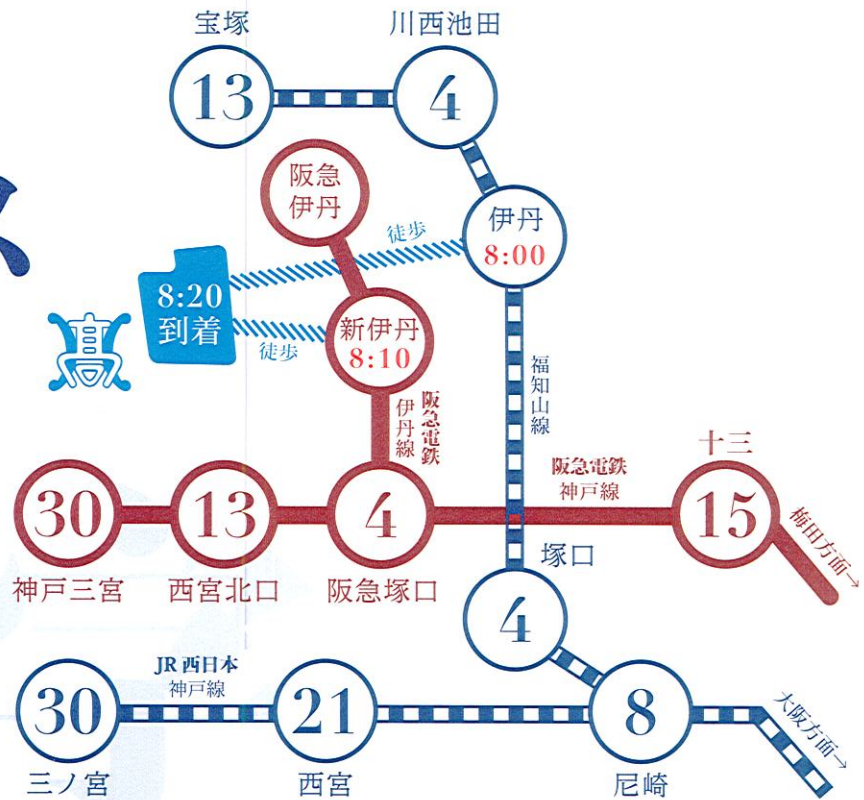 宝塚
川西池田
13
4
阪急
伊丹
伊丹
8:00
徒歩
8:20
到着
髙
徒歩
新伊丹
8:10
福知山線
阪急電鉄
伊丹線
阪急電鉄
神戸線
十三
30
13
4
15
梅田方面→
神戸三宮
西宮北口
阪急塚口
塚口
4
JR西日本
神戸線
30
21
8
大阪方面→
三ノ宮
西宮
尼崎